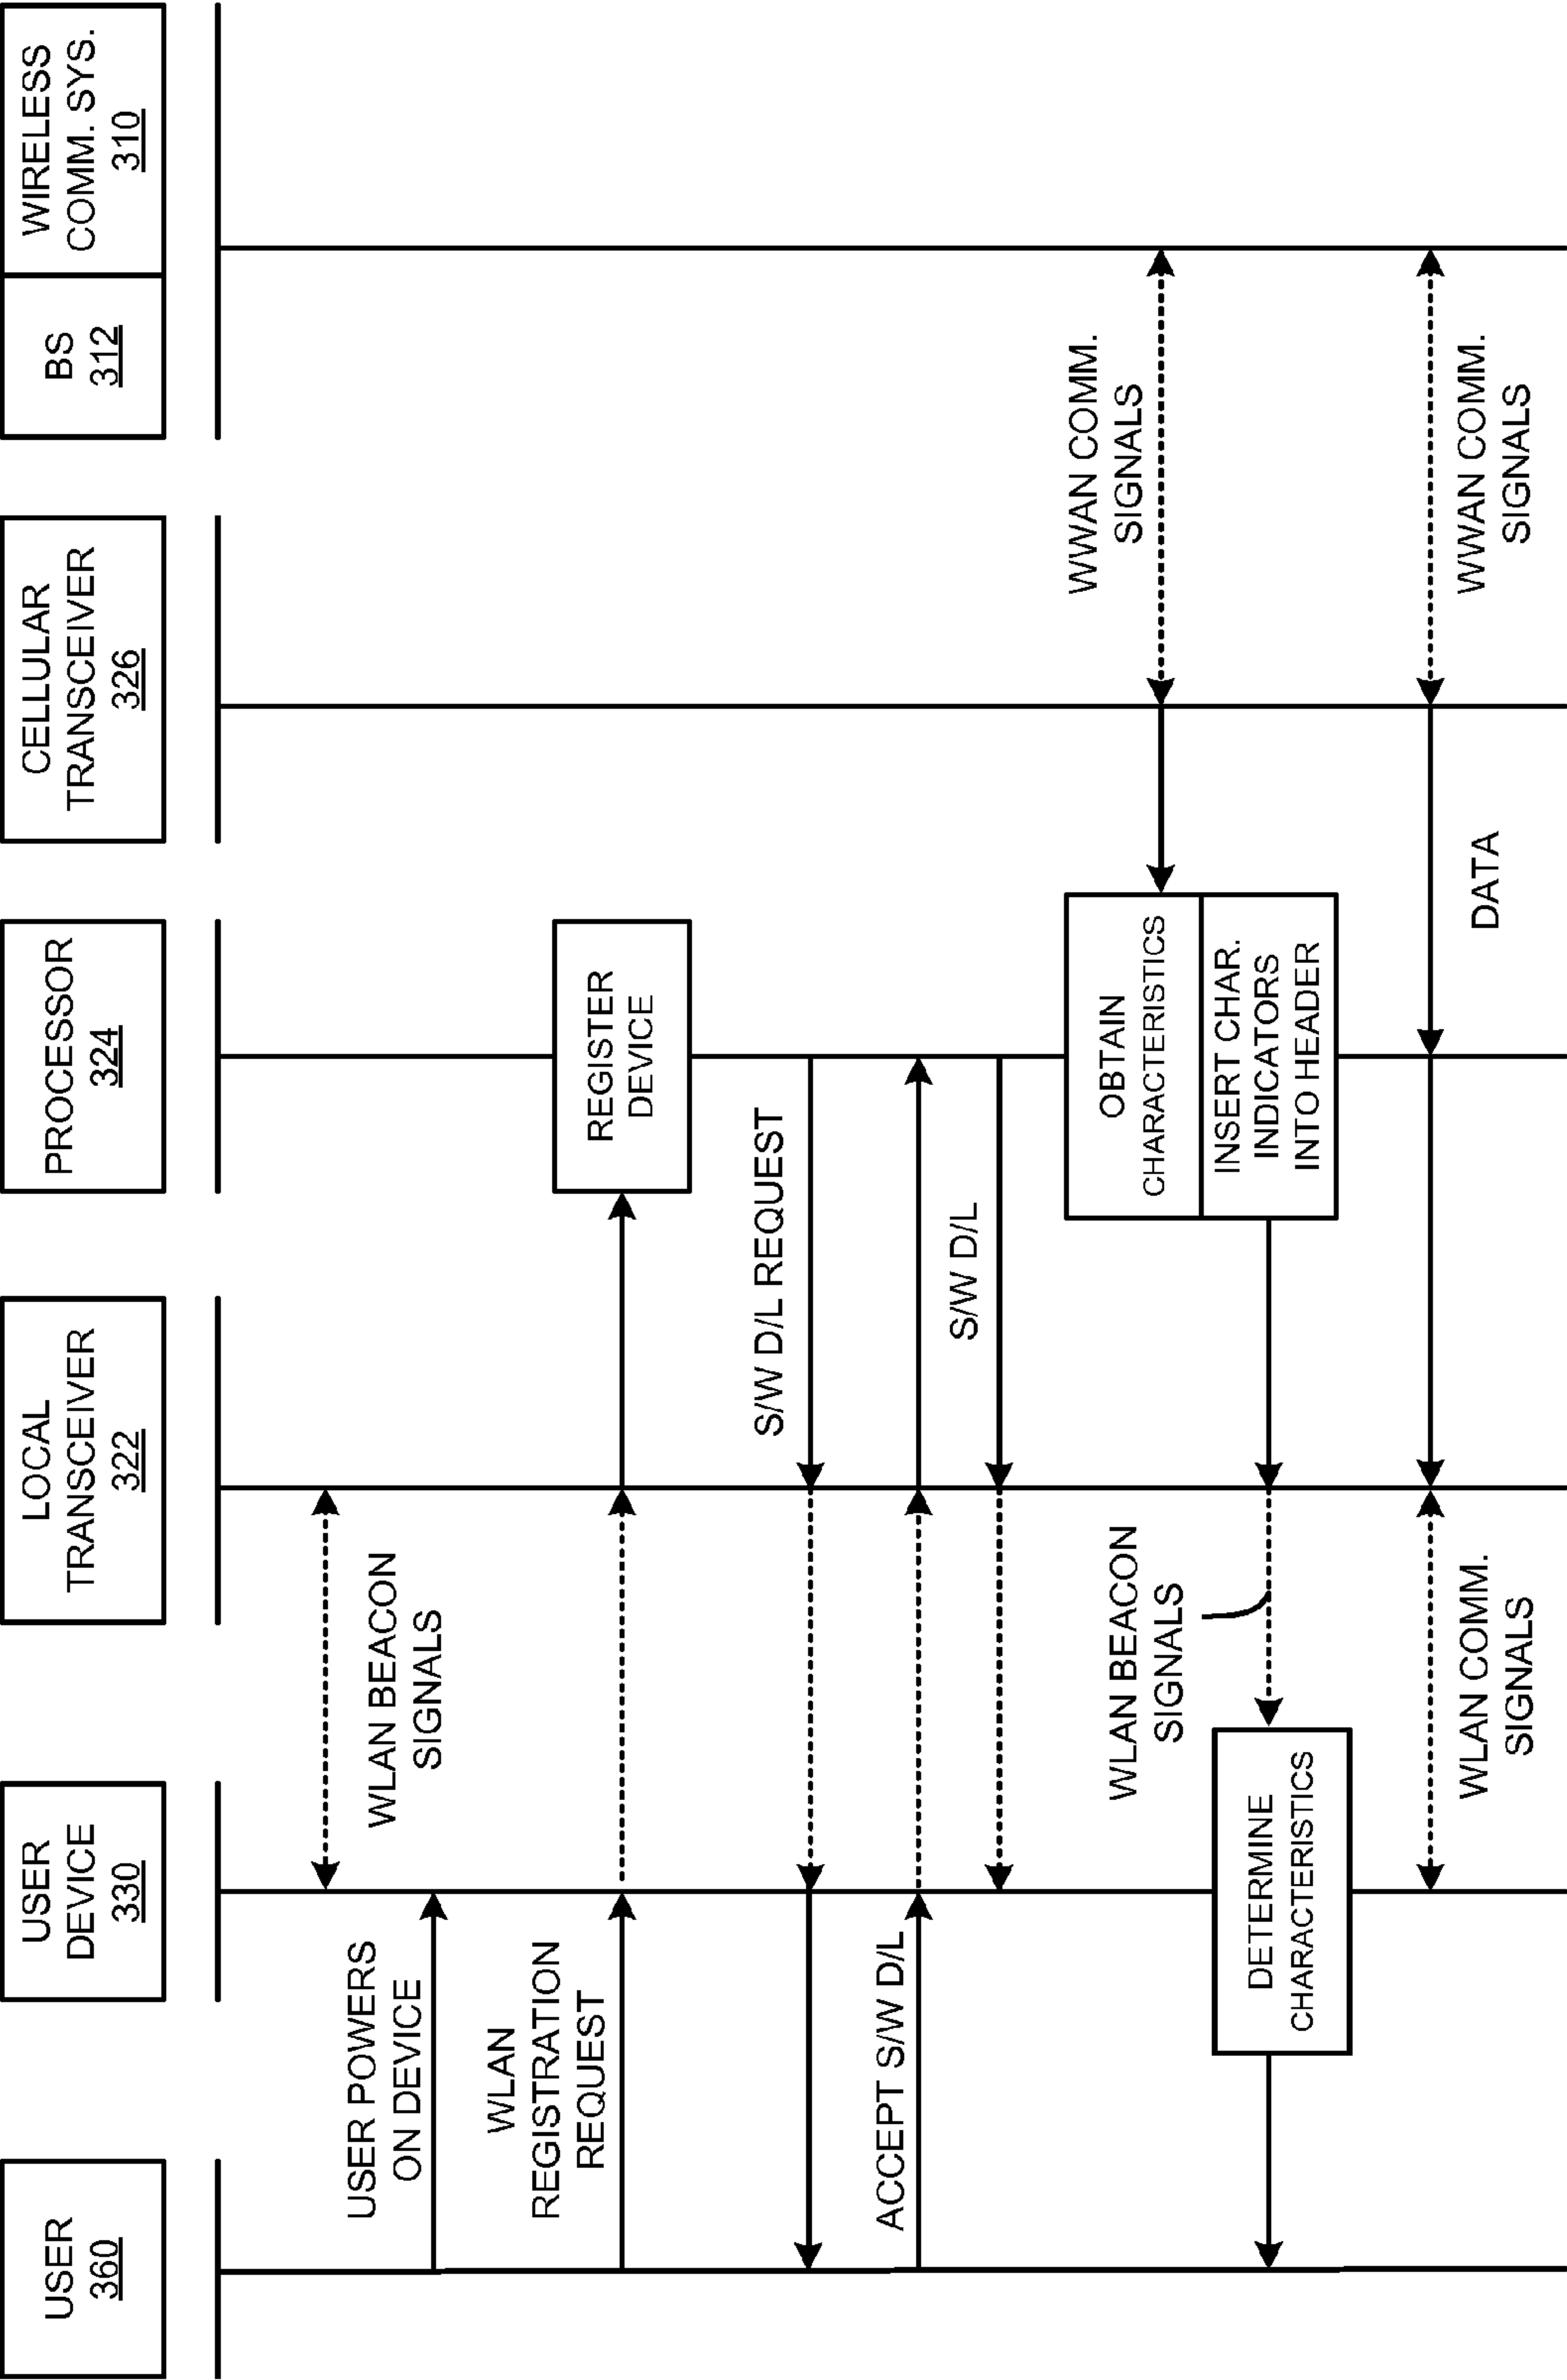 USER
360
USER
DEVICE
330
LOCAL
TRANSCEIVER
322
PROCESSOR
324
CELLULAR
TRANSCEIVER
326
BS
312
WIRELESS
COMM. SYS.
310
WLAN BEACON
SIGNALS
USER POWERS
ON DEVICE
WLAN
REGISTRATION
REQUEST
REGISTER
DEVICE
S/W D/L REQUEST
ACCEPT S/W D/L
S/W D/L
WWAN COMM.
SIGNALS
OBTAIN
CHARACTERISTICS
INSERT CHAR.
INDICATORS
INTO HEADER
WLAN BEACON
SIGNALS
DETERMINE
CHARACTERISTICS
WLAN COMM.
SIGNALS
DATA
WWAN COMM.
SIGNALS